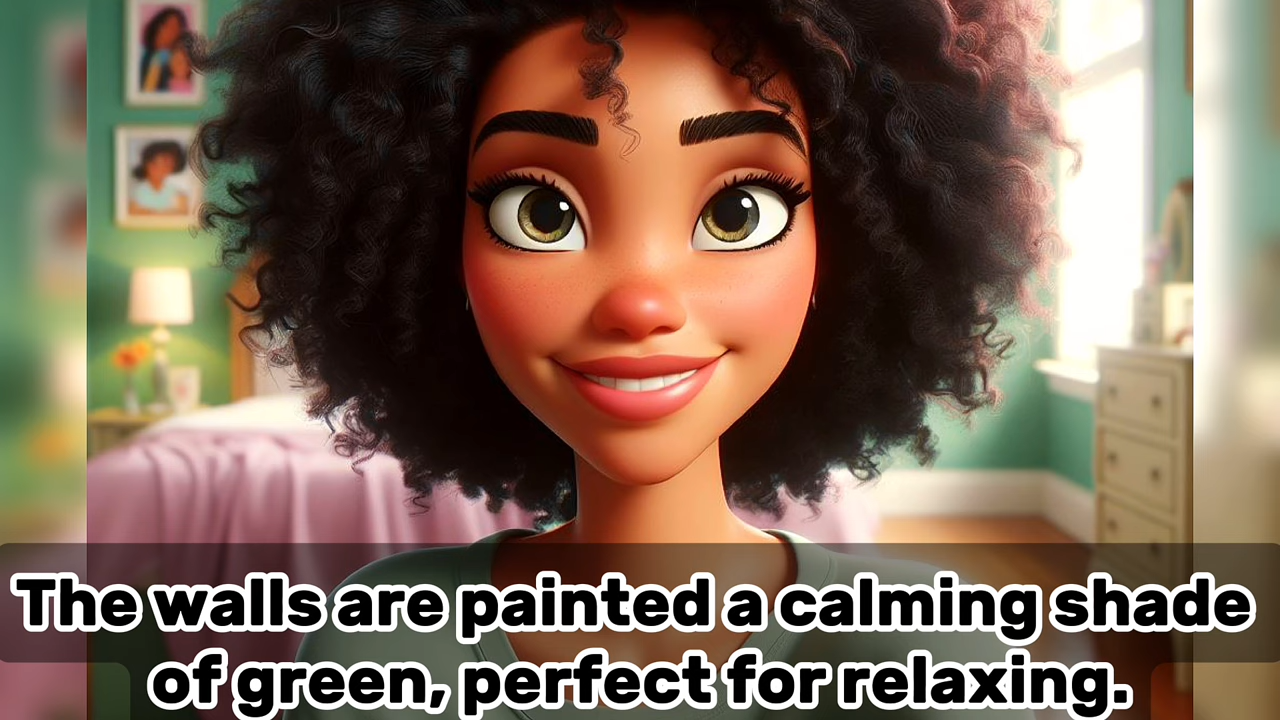 The walls are painted a calming shade
of green, perfect for relaxing.